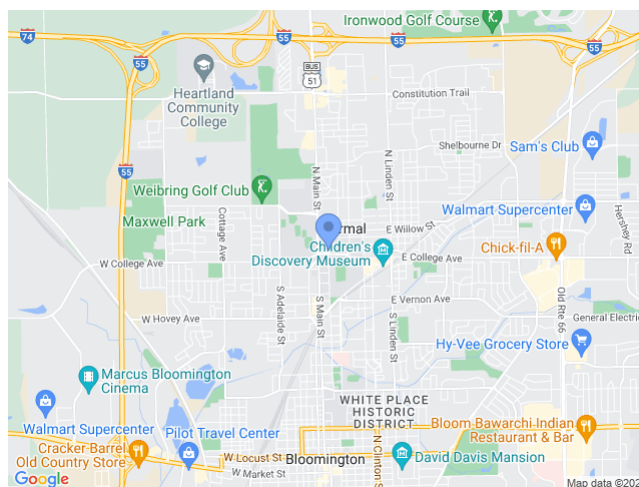 Ironwood Golf Course
74
55
55
55
55
BUS
51
Heartland
Community
College
Constitution Trail
N Main St
N Linden St
Shelbourne Dr
Sam's Club
55
Weibring Golf Club
Walmart Supercenter
Hershey Rd
Maxwell Park
Cottage Ave
rmal
E Willow St
Children's
Discovery Museum
Chick-fil-A
W College Ave
E College Ave
S Adelaide St
S Main St
E Vernon Ave
Old Rte 66
W Hovey Ave
S Linden St
General Electric
Hy-Vee Grocery Store
Marcus Bloomington
Cinema
WHITE PLACE
HISTORIC
DISTRICT
Walmart Supercenter
Pilot Travel Center
Bloom Bawarchi Indian
Restaurant & Bar
Cracker Barrel
Old Country Store
W Locust St
Bloomington
N Clinton St
David Davis Mansion
W Market St
Google
Map data ©20